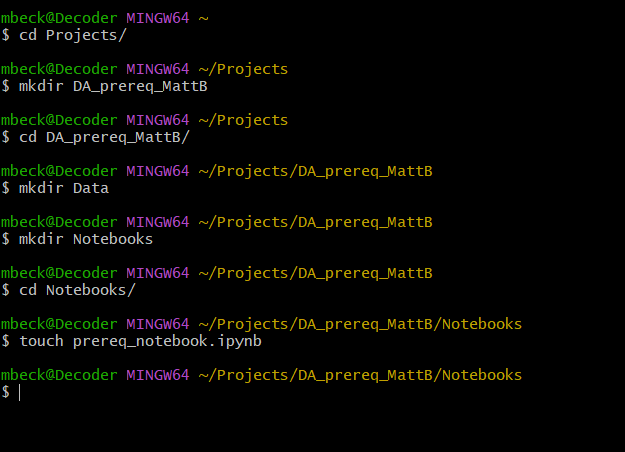 mbeck@Decoder MINGW64 ~
$ cd Projects/
mbeck@Decoder MINGW64 ~/Projects
$ mkdir DA_prereq_MattB
mbeck@Decoder MINGW64 ~/Projects
$ cd DA_prereq_MattB/
mbeck@Decoder MINGW64 ~/Projects/DA_prereq_MattB
$ mkdir Data
mbeck@Decoder MINGW64 ~/Projects/DA_prereq_MattB
$ mkdir Notebooks
mbeck@Decoder MINGW64 ~/Projects/DA_prereq_MattB
$ cd Notebooks/
mbeck@Decoder MINGW64 ~/Projects/DA_prereq_MattB/Notebooks
$ touch prereq_notebook.ipynb
mbeck@Decoder MINGW64 ~/Projects/DA_prereq_MattB/Notebooks
$